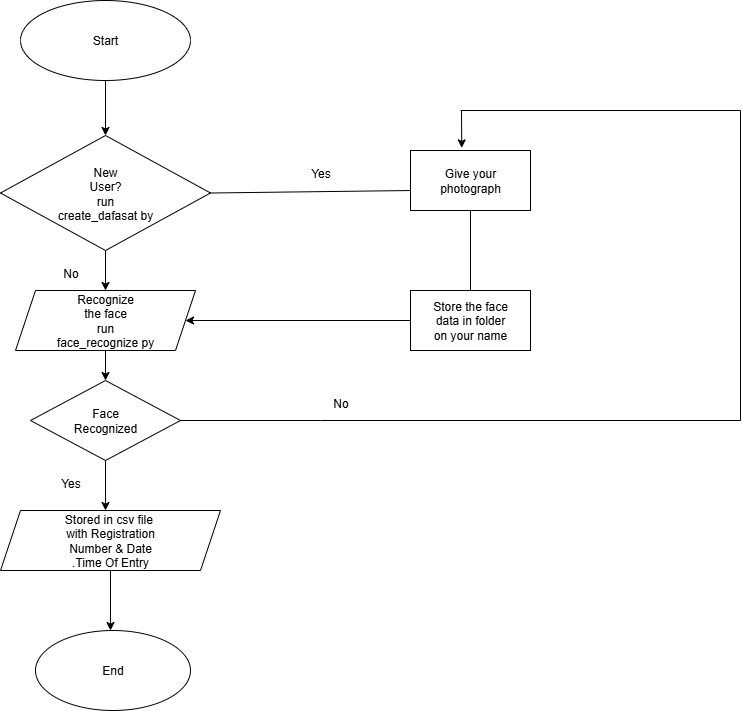 Start
New
User?
run
create_dafasat by
Yes
Give your
photograph
No
Recognize
the face
run
face_recognize py
Store the face
data in folder
on your name
Face
Recognized
No
Yes
Stored in csv file
with Registration
Number & Date
.Time Of Entry
End